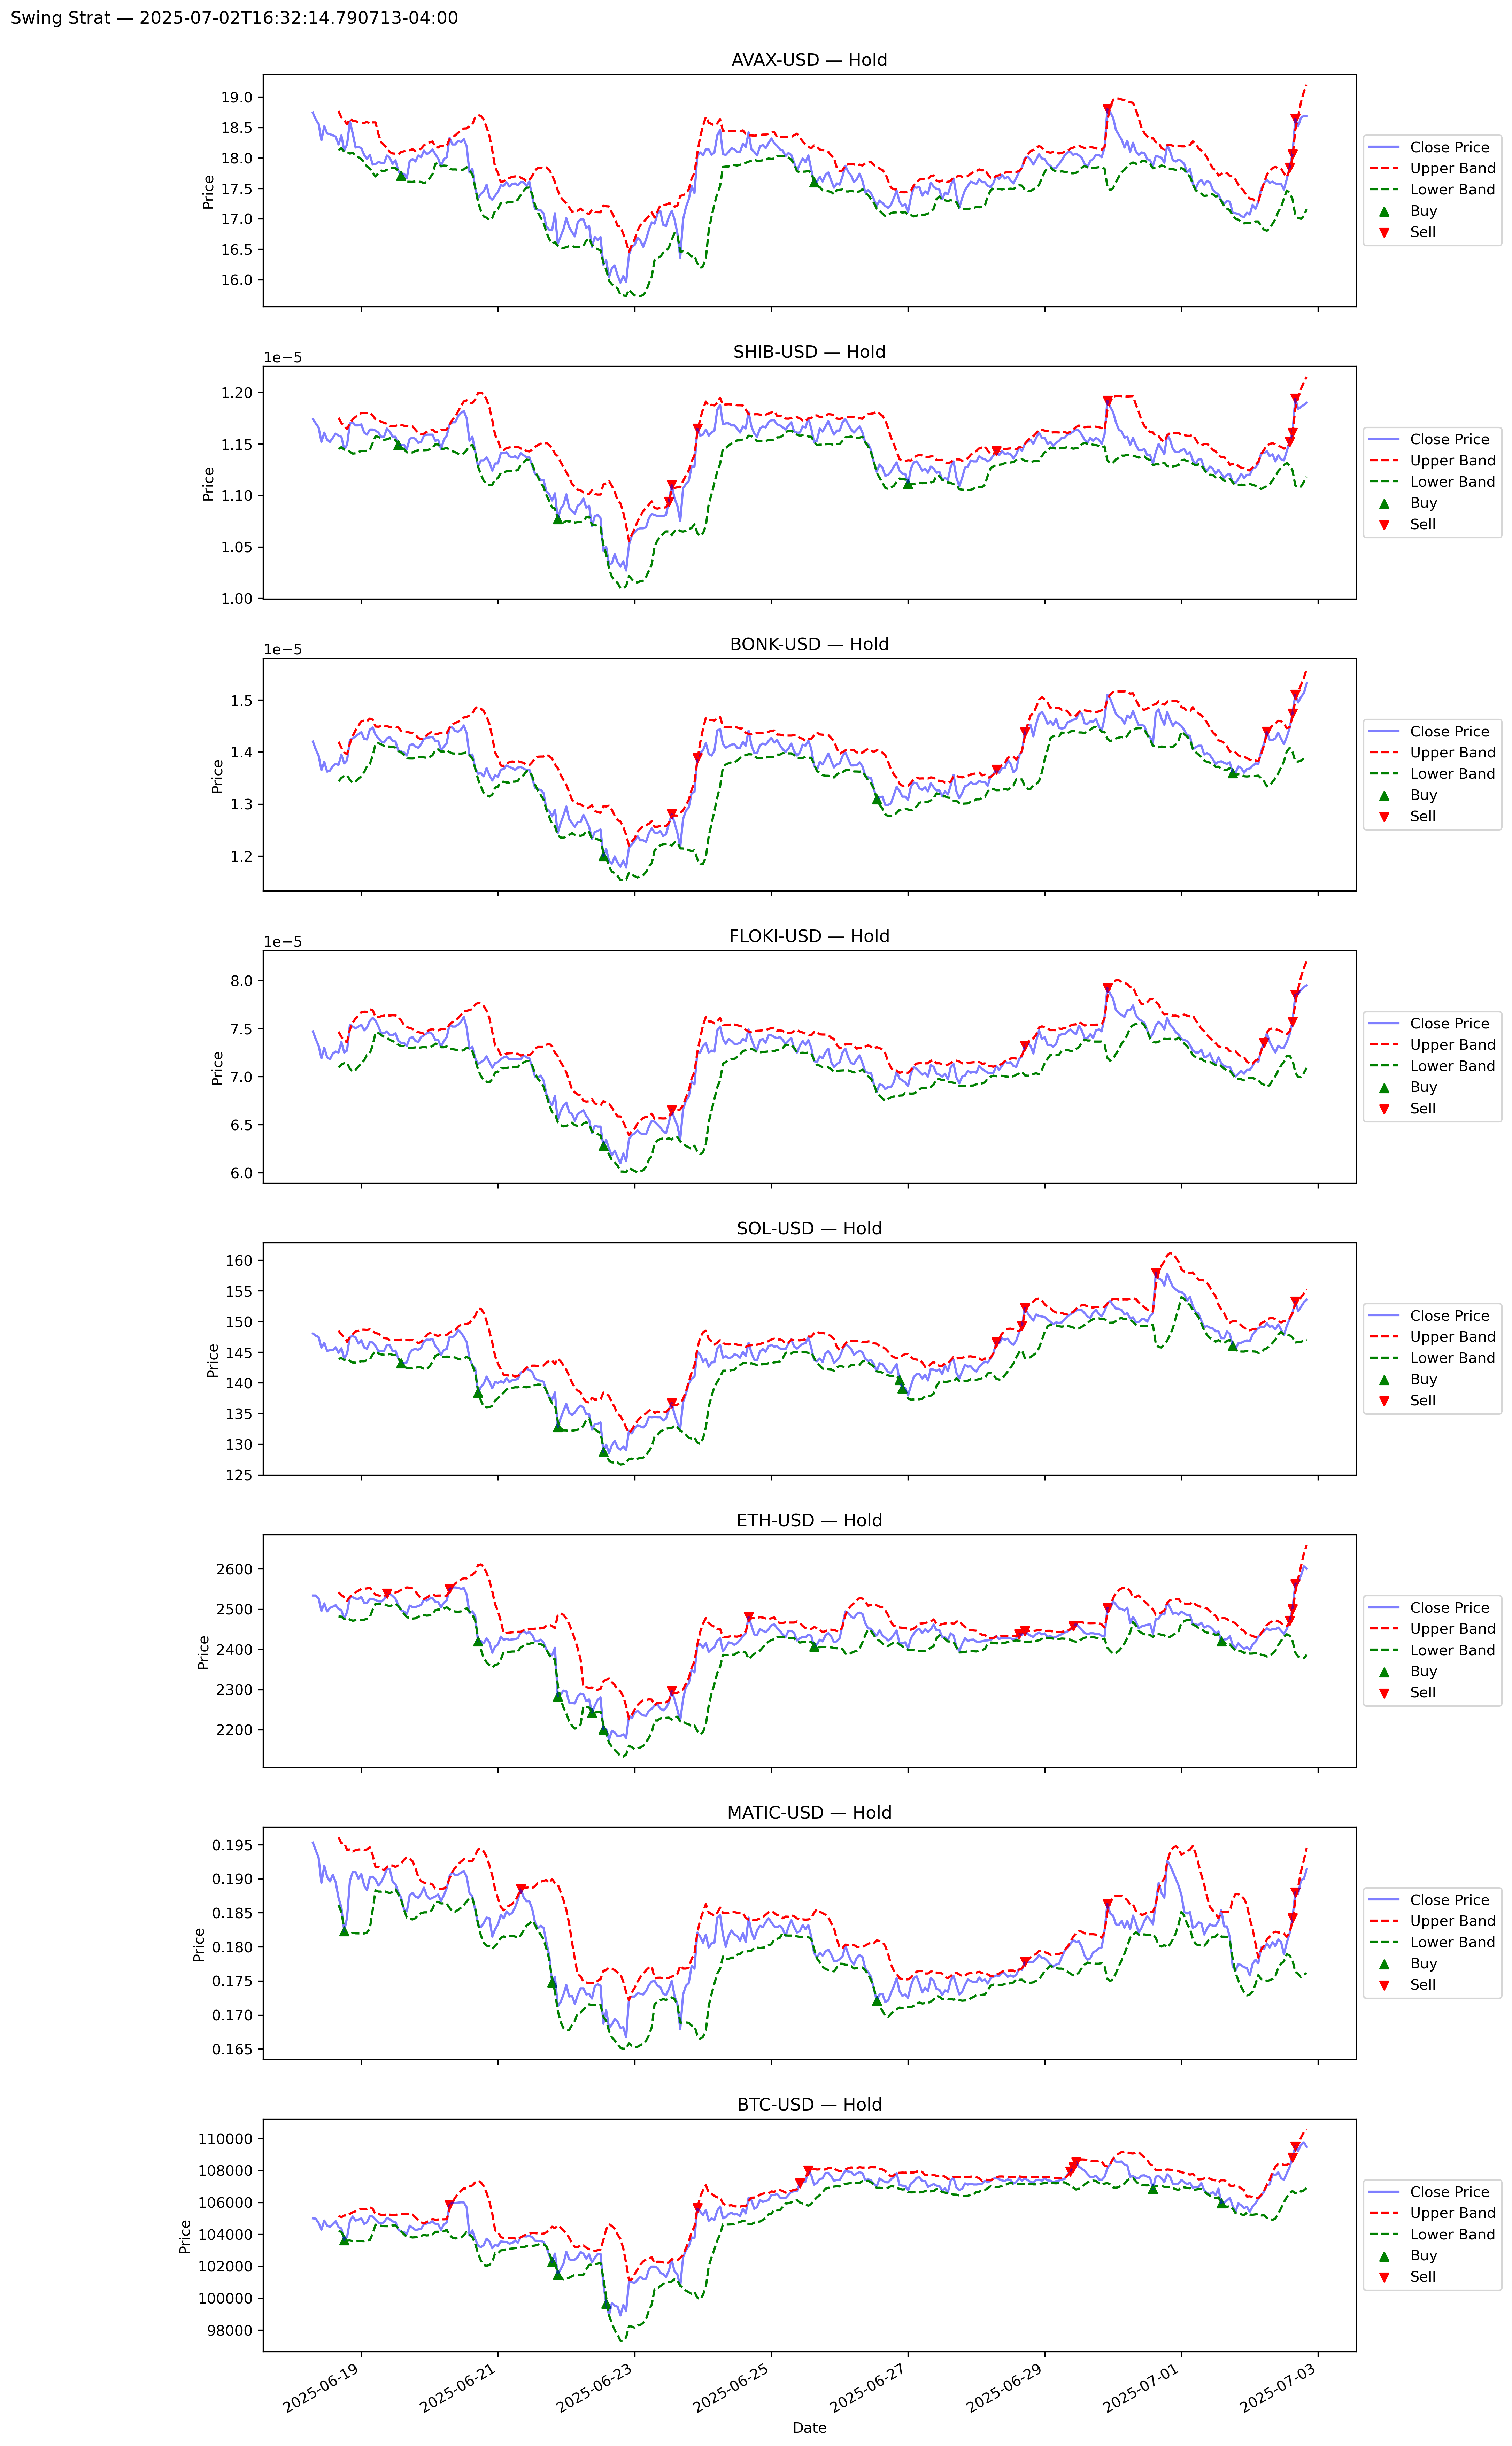 Swing Strat — 2025-07-02T16:32:14.790713-04:00
AVAX-USD — Hold
19.0
18.5
18.0
17.5
17.0
16.5
16.0
Price
Close Price
Upper Band
Lower Band
Buy
Sell
SHIB-USD — Hold
1e−5
1.20
1.15
1.10
1.05
1.00
Price
Close Price
Upper Band
Lower Band
Buy
Sell
BONK-USD — Hold
1e−5
1.5
1.4
1.3
1.2
Price
Close Price
Upper Band
Lower Band
Buy
Sell
FLOKI-USD — Hold
1e−5
8.0
7.5
7.0
6.5
6.0
Price
Close Price
Upper Band
Lower Band
Buy
Sell
SOL-USD — Hold
160
155
150
145
140
135
130
125
Price
Close Price
Upper Band
Lower Band
Buy
Sell
ETH-USD — Hold
2600
2500
2400
2300
2200
Price
Close Price
Upper Band
Lower Band
Buy
Sell
MATIC-USD — Hold
0.195
0.190
0.185
0.180
0.175
0.170
0.165
Price
Close Price
Upper Band
Lower Band
Buy
Sell
BTC-USD — Hold
110000
108000
106000
104000
102000
100000
98000
Price
Close Price
Upper Band
Lower Band
Buy
Sell
2025-06-19
2025-06-21
2025-06-23
2025-06-25
2025-06-27
2025-06-29
2025-07-01
2025-07-03
Date